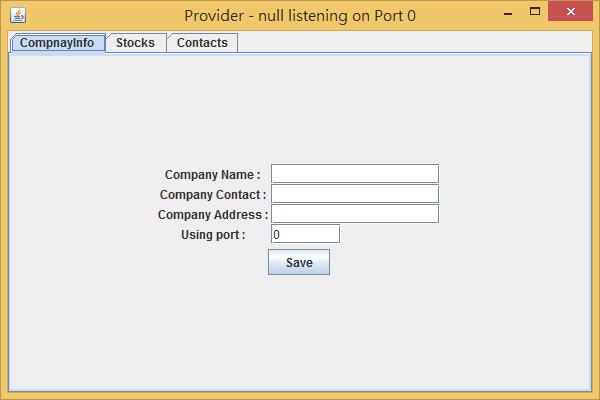 Provider - null listening on Port 0
CompnayInfo Stocks Contacts
Company Name :
Company Contact :
Company Address :
Using port : 0
Save